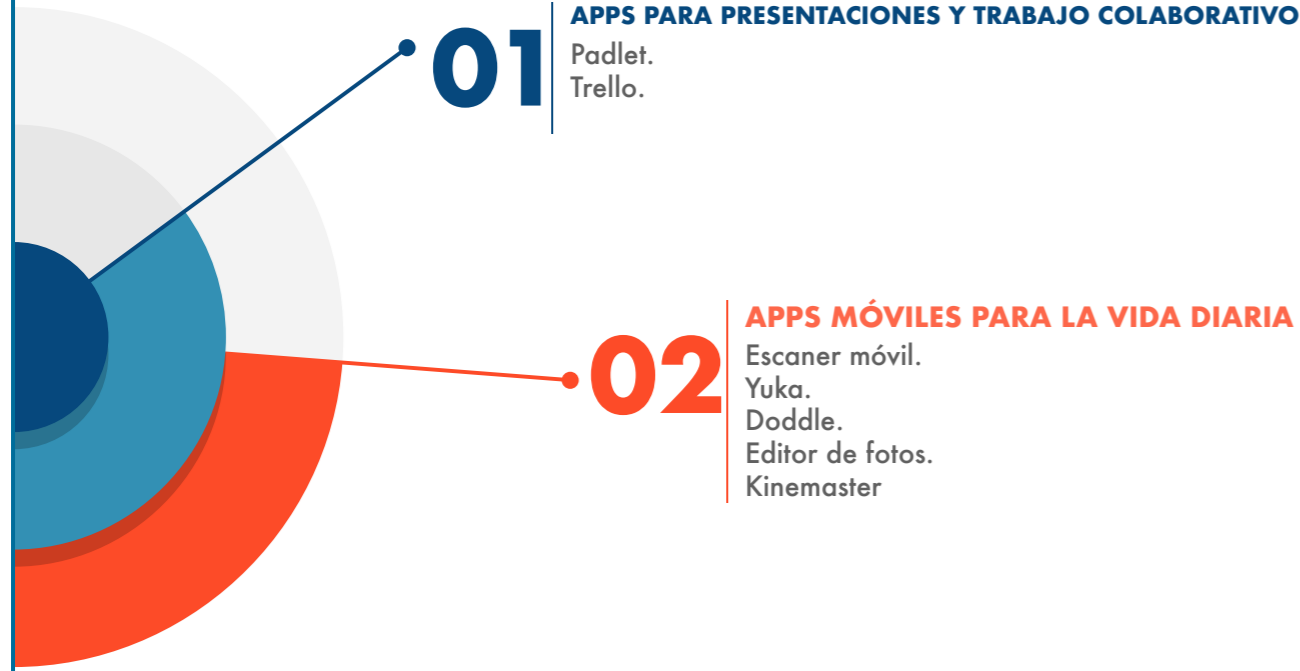 01
APPS PARA PRESENTACIONES Y TRABAJO COLABORATIVO
Padlet.
Trello.
02
APPS MÓVILES PARA LA VIDA DIARIA
Escaner móvil.
Yuka.
Doddle.
Editor de fotos.
Kinemaster